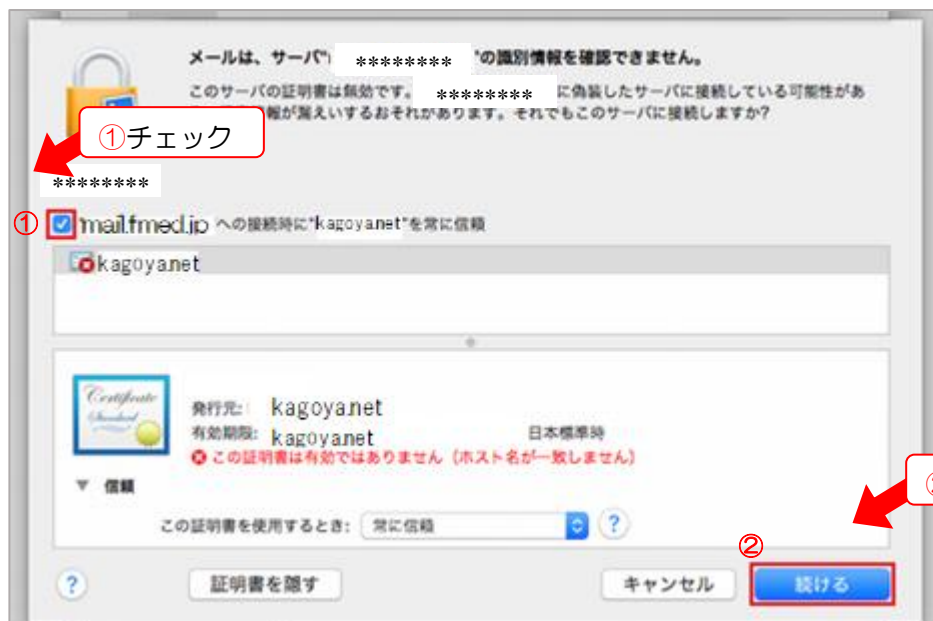 メールは、サーバ" ******** "の識別情報を確認できません。
このサーバの証明書は無効です。 ******** に偽装したサーバに接続している可能性があ
報が漏えいするおそれがあります。それでもこのサーバに接続しますか?
①チェック
********
① "mail.fmed.jp への接続時に"kagoya.net"を常に信頼
kagoya.net
Certificate
Standard
発行元: kagoya.net
有効期限: kagoya.net 日本標準時
この証明書は有効ではありません（ホスト名が一致しません）
▼ 信頼
この証明書を使用するとき: 常に信頼 ?
②
? 証明書を隠す キャンセル 続ける